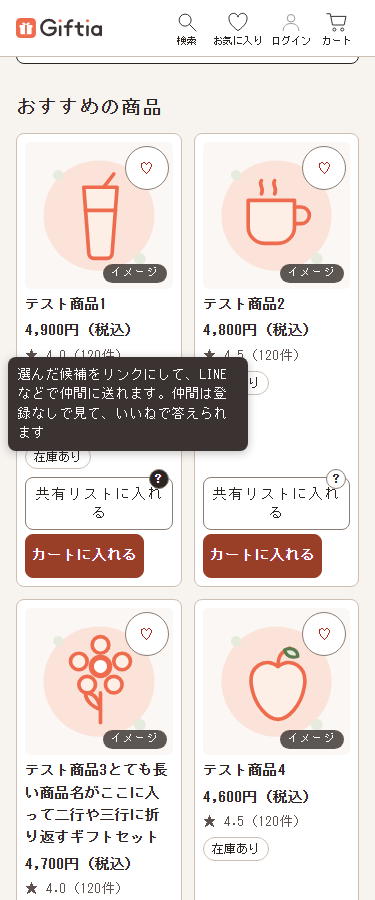 Giftia
検索
お気に入り
ログイン
カート
おすすめの商品
イメージ
テスト商品1
4,900円（税込）
★ 4.0（120件）
イメージ
テスト商品2
4,800円（税込）
★ 4.5（120件）
選んだ候補をリンクにして、LINE
などで仲間に送れます。仲間は登
録なしで見て、いいねで答えられ
ます
在庫あり
?
共有リストに入れ
る
カートに入れる
り
?
共有リストに入れ
る
カートに入れる
イメージ
テスト商品3とても長
い商品名がここに入
って二行や三行に折
り返すギフトセット
4,700円（税込）
★ 4.0（120件）
イメージ
テスト商品4
4,600円（税込）
★ 4.5（120件）
在庫あり